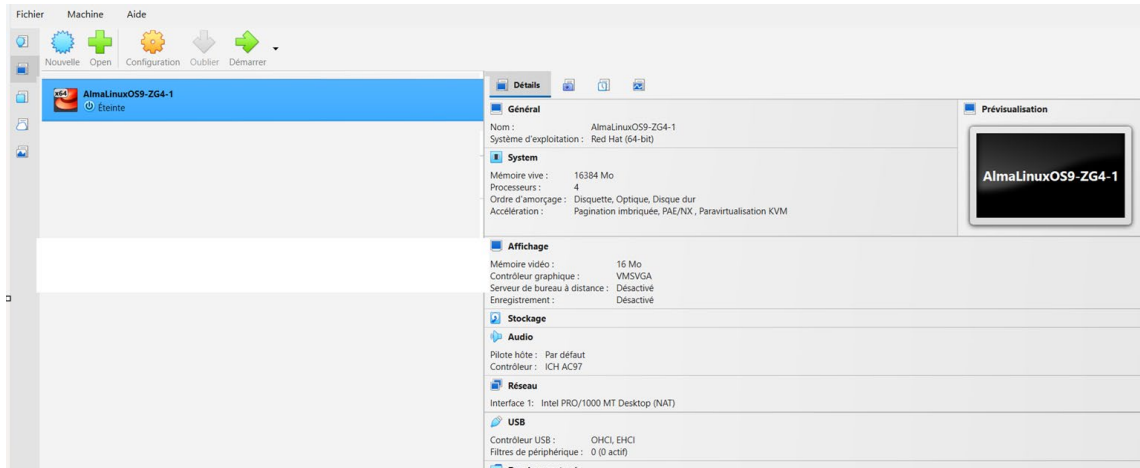 Fichier Machine Aide
Nouvelle Open Configuration Oublier Démarrer
x64 AlmaLinuxOS9-ZG4-1
Éteinte
Détails
Général
Nom : AlmaLinuxOS9-ZG4-1
Système d'exploitation : Red Hat (64-bit)
System
Mémoire vive : 16384 Mo
Processeurs : 4
Ordre d'amorçage : Disquette, Optique, Disque dur
Accélération : Pagination imbriquée, PAE/NX , Paravirtualisation KVM
Prévisualisation
AlmaLinuxOS9-ZG4-1
Affichage
Mémoire vidéo : 16 Mo
Contrôleur graphique : VMSVGA
Serveur de bureau à distance : Désactivé
Enregistrement : Désactivé
Stockage
Audio
Pilote hôte : Par défaut
Contrôleur : ICH AC97
Réseau
Interface 1: Intel PRO/1000 MT Desktop (NAT)
USB
Contrôleur USB : OHCI, EHCI
Filtres de périphérique : 0 (0 actif)